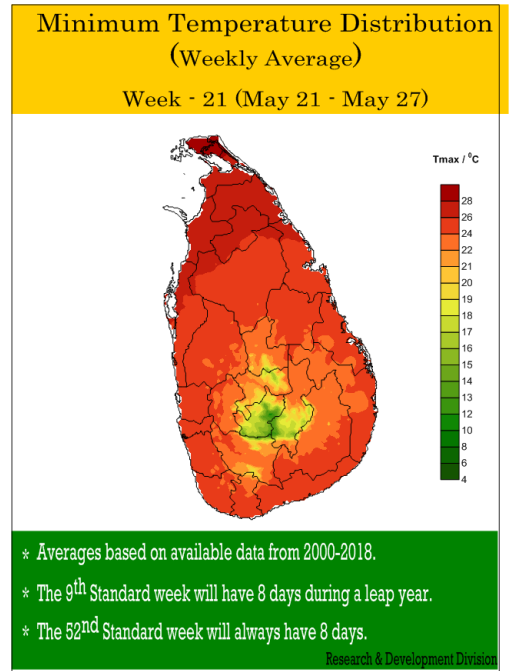 Minimum Temperature Distribution
(Weekly Average)
Week - 21 (May 21 - May 27)
Tmax / ⁰C
28
26
24
22
21
20
19
18
17
16
15
14
13
12
10
8
6
4
* Averages based on available data from 2000-2018.
* The 9th Standard week will have 8 days during a leap year.
* The 52nd Standard week will always have 8 days.
Research & Development Division